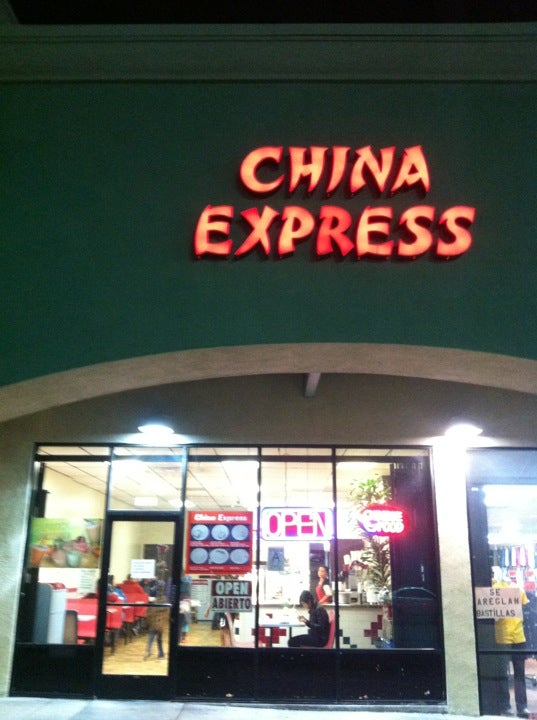 CHINA
EXPRESS
China Express
OPEN
FOOD
A
OPEN
ABIERTO
SE
AREGLAN
BASTILLAS